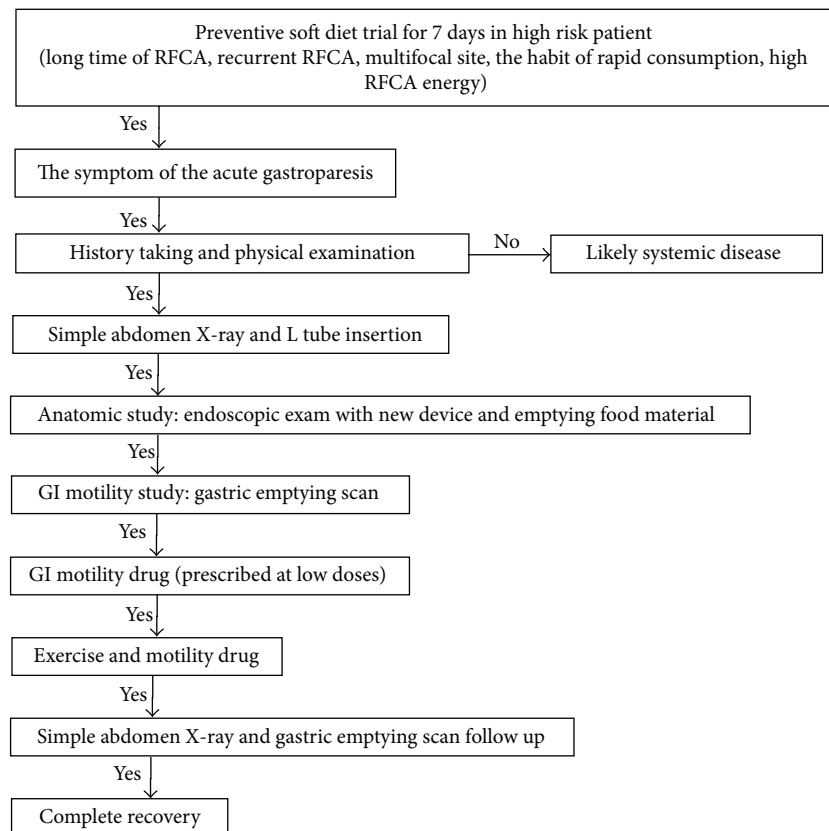 Preventive soft diet trial for 7 days in high risk patient
(long time of RFCA, recurrent RFCA, multifocal site, the habit of rapid consumption, high
RFCA energy)
Yes
The symptom of the acute gastroparesis
Yes
History taking and physical examination
No
Likely systemic disease
Yes
Simple abdomen X-ray and L tube insertion
Yes
Anatomic study: endoscopic exam with new device and emptying food material
Yes
GI motility study: gastric emptying scan
Yes
GI motility drug (prescribed at low doses)
Yes
Exercise and motility drug
Yes
Simple abdomen X-ray and gastric emptying scan follow up
Yes
Complete recovery